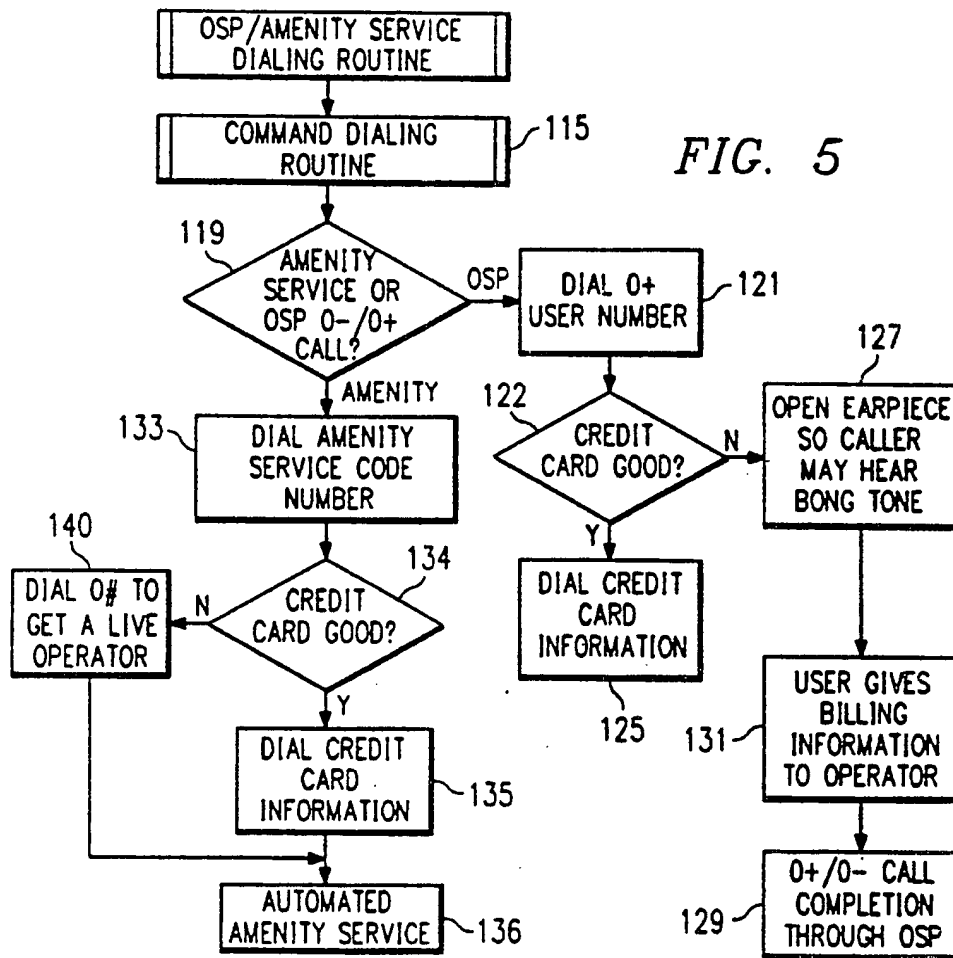 OSP/AMENITY SERVICE
DIALING ROUTINE
COMMAND DIALING
ROUTINE
115
FIG. 5
119
AMENITY
SERVICE OR
OSP 0-/0+
CALL?
OSP
DIAL 0+
USER NUMBER
121
AMENITY
122
CREDIT
CARD GOOD?
N
127
OPEN EARPIECE
SO CALLER
MAY HEAR
BONG TONE
133
DIAL AMENITY
SERVICE CODE
NUMBER
Y
DIAL CREDIT
CARD
INFORMATION
125
140
DIAL 0# TO
GET A LIVE
OPERATOR
N
CREDIT
CARD GOOD?
134
Y
131
USER GIVES
BILLING
INFORMATION
TO OPERATOR
DIAL CREDIT
CARD
INFORMATION
135
AUTOMATED
AMENITY SERVICE
136
129
0+/0- CALL
COMPLETION
THROUGH OSP